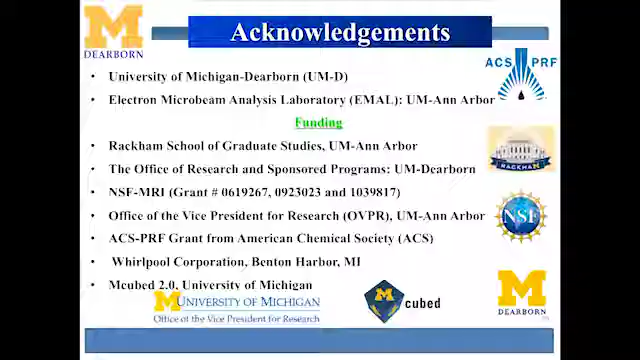 Acknowledgements
M
DEARBORN
ACS PRF
• University of Michigan-Dearborn (UM-D)
• Electron Microbeam Analysis Laboratory (EMAL): UM-Ann Arbor
Funding
• Rackham School of Graduate Studies, UM-Ann Arbor
• The Office of Research and Sponsored Programs: UM-Dearborn
RACKHAM
• NSF-MRI (Grant # 0619267, 0923023 and 1039817)
• Office of the Vice President for Research (OVPR), UM-Ann Arbor
NSF
• ACS-PRF Grant from American Chemical Society (ACS)
• Whirlpool Corporation, Benton Harbor, MI
• Mcubed 2.0, University of Michigan
M UNIVERSITY OF MICHIGAN
Office of the Vice President for Research
M cubed
M
DEARBORN